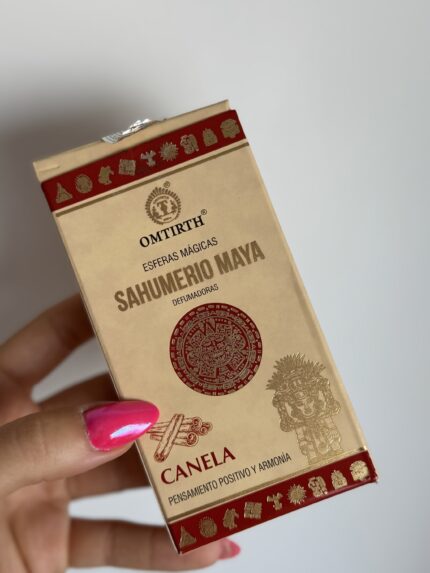 OMTIRTH®
ESFERAS MÁGICAS
SAHUMERIO MAYA
DEFUMADORAS
CANELA
PENSAMIENTO POSITIVO Y ARMONÍA